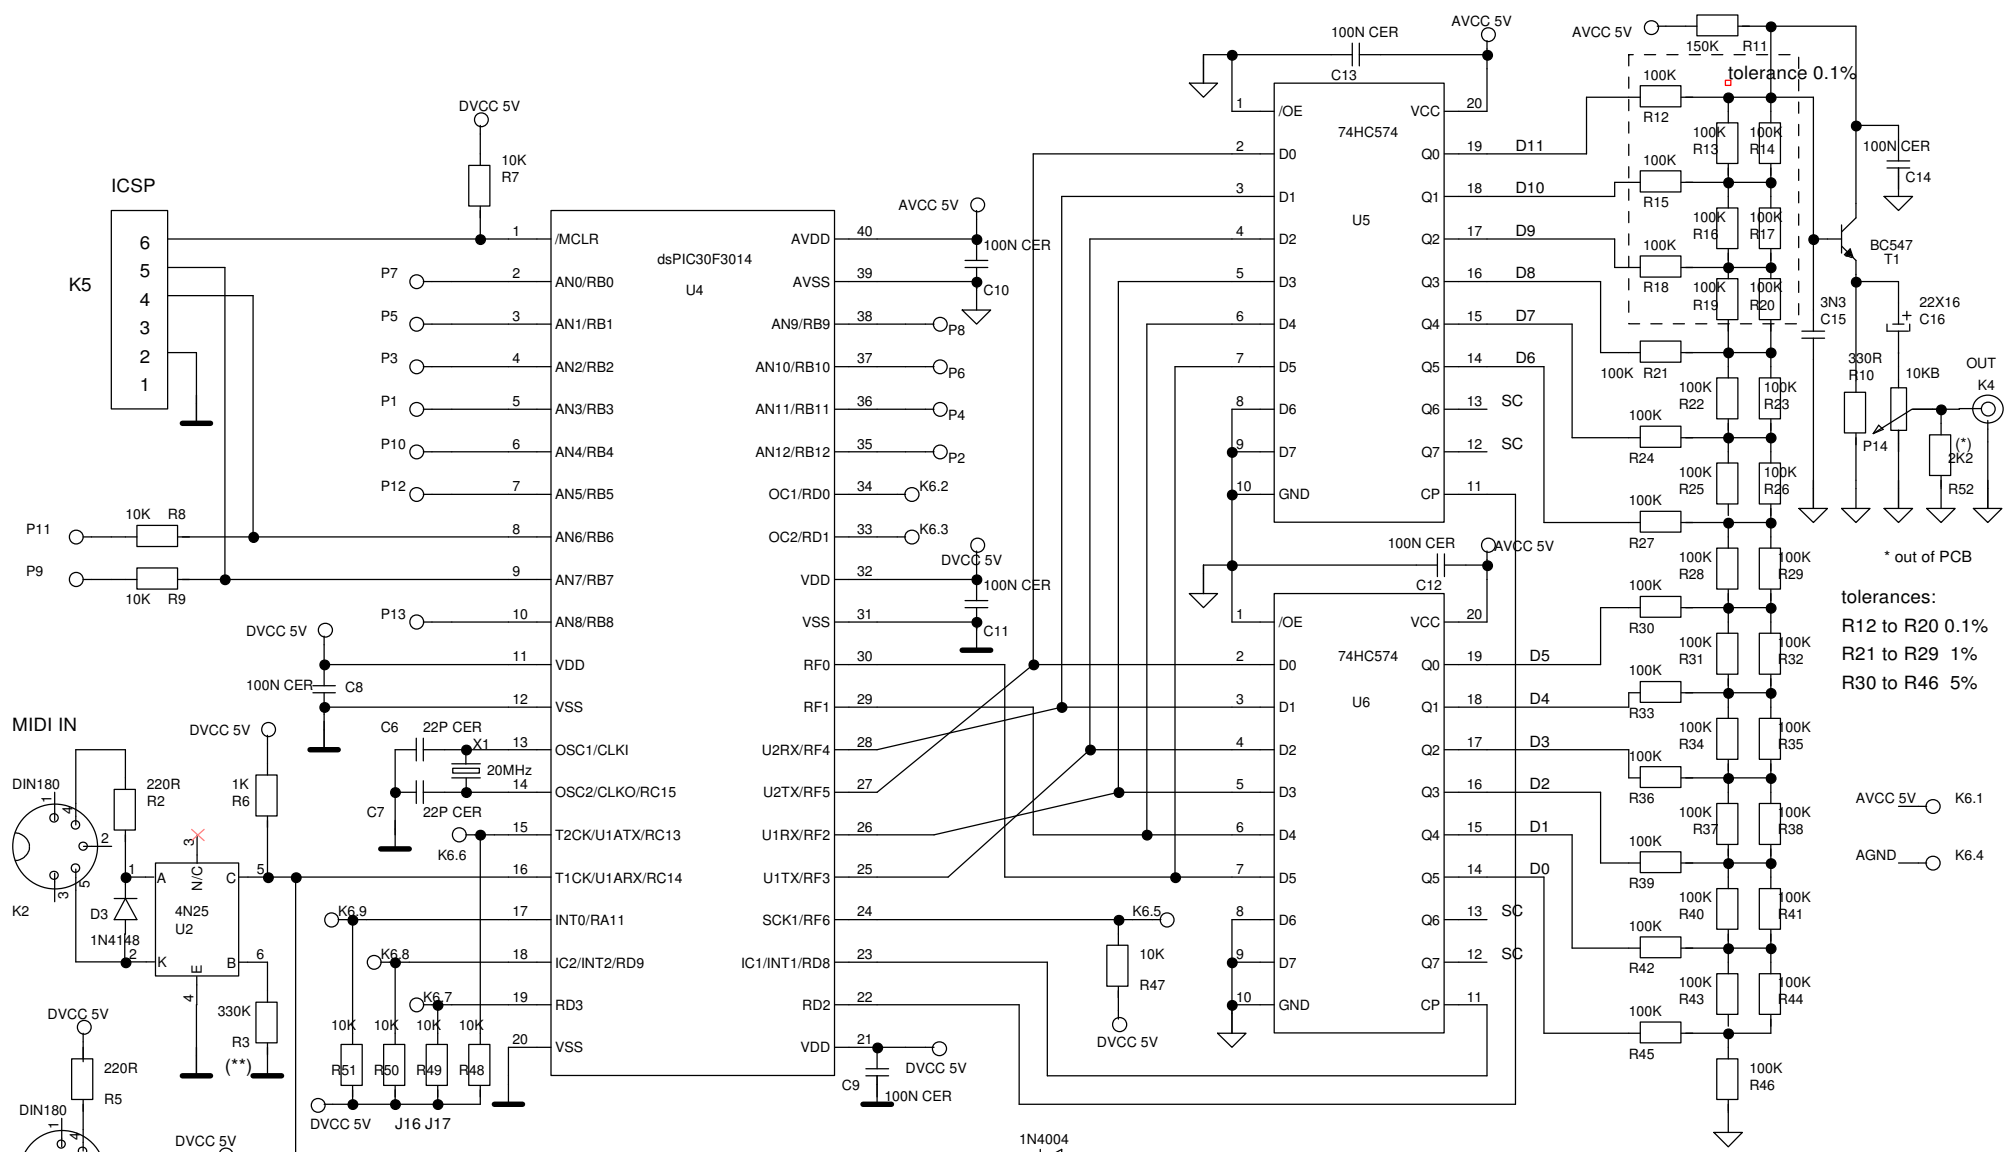 ICSP
K5
6
5
4
3
2
1
DVCC 5V
10K
R7
P7
P5
P3
P1
P10
P12
P11
10K R8
P9
10K R9
P13
DVCC 5V
100N CER C8
MIDI IN
DIN180
1
4
2
5
3
K2
220R
R2
D3
1N4148
DVCC 5V
1K
R6
3
N/C
1 A
C 5
4N25
U2
2 K
B 6
E
4
330K
R3
(**)
DVCC 5V
220R
R5
DIN180
1
4
DVCC 5V
C6 22P CER
X1
20MHz
C7 22P CER
K6.6
K6.9
K6.8
K6.7
10K 10K 10K 10K
R51 R50 R49 R48
DVCC 5V
J16 J17
dsPIC30F3014
U4
1 /MCLR
2 AN0/RB0
3 AN1/RB1
4 AN2/RB2
5 AN3/RB3
6 AN4/RB4
7 AN5/RB5
8 AN6/RB6
9 AN7/RB7
10 AN8/RB8
11 VDD
12 VSS
13 OSC1/CLKI
14 OSC2/CLKO/RC15
15 T2CK/U1ATX/RC13
16 T1CK/U1ARX/RC14
17 INT0/RA11
18 IC2/INT2/RD9
19 RD3
20 VSS
AVDD 40
AVSS 39
AN9/RB9 38
AN10/RB10 37
AN11/RB11 36
AN12/RB12 35
OC1/RD0 34
OC2/RD1 33
VDD 32
VSS 31
RF0 30
RF1 29
U2RX/RF4 28
U2TX/RF5 27
U1RX/RF2 26
U1TX/RF3 25
SCK1/RF6 24
IC1/INT1/RD8 23
RD2 22
VDD 21
AVCC 5V
100N CER
C10
P8
P6
P4
P2
K6.2
K6.3
DVCC 5V
100N CER
C11
K6.5
10K
R47
DVCC 5V
DVCC 5V
C9
100N CER
1N4004
100N CER
C13
AVCC 5V
74HC574
U5
1 /OE
2 D0
3 D1
4 D2
5 D3
6 D4
7 D5
8 D6
9 D7
10 GND
VCC 20
Q0 19 D11
Q1 18 D10
Q2 17 D9
Q3 16 D8
Q4 15 D7
Q5 14 D6
Q6 13 SC
Q7 12 SC
CP 11
100N CER
C12
AVCC 5V
74HC574
U6
1 /OE
2 D0
3 D1
4 D2
5 D3
6 D4
7 D5
8 D6
9 D7
10 GND
VCC 20
Q0 19 D5
Q1 18 D4
Q2 17 D3
Q3 16 D2
Q4 15 D1
Q5 14 D0
Q6 13 SC
Q7 12 SC
CP 11
AVCC 5V
150K R11
tolerance 0.1%
100K
R12
100K 100K
R13 R14
100K
R15
100K 100K
R16 R17
100K
R18
100K 100K
R19 R20
100K R21
100K 100K
R22 R23
100K
R24
100K 100K
R25 R26
100K
R27
100K 100K
R28 R29
100K
R30
100K 100K
R31 R32
100K
R33
100K 100K
R34 R35
100K
R36
100K 100K
R37 R38
100K
R39
100K 100K
R40 R41
100K
R42
100K 100K
R43 R44
100K
R45
100K
R46
100N CER
C14
BC547
T1
3N3
C15
22X16
+ C16
330R
R10
10KB
P14
OUT
K4
(*)
2K2
R52
* out of PCB
tolerances:
R12 to R20 0.1%
R21 to R29 1%
R30 to R46 5%
AVCC 5V K6.1
AGND K6.4